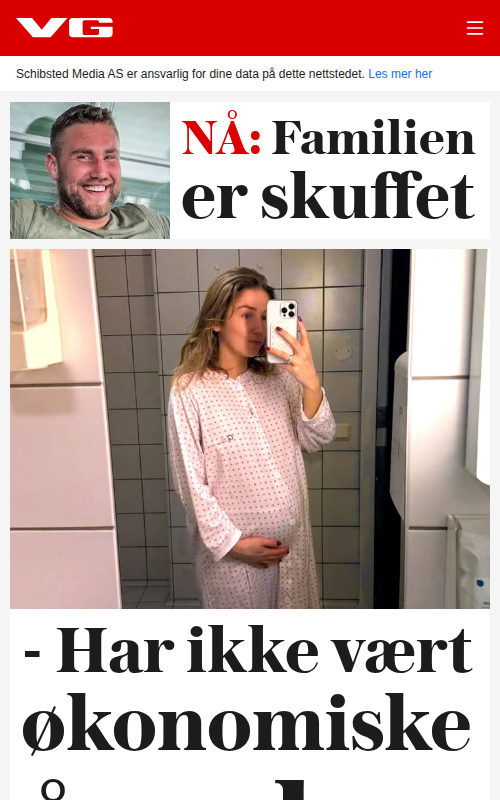 VG
Schibsted Media AS er ansvarlig for dine data på dette nettstedet. Les mer her
NÅ: Familien
er skuffet
- Har ikke vært
økonomiske